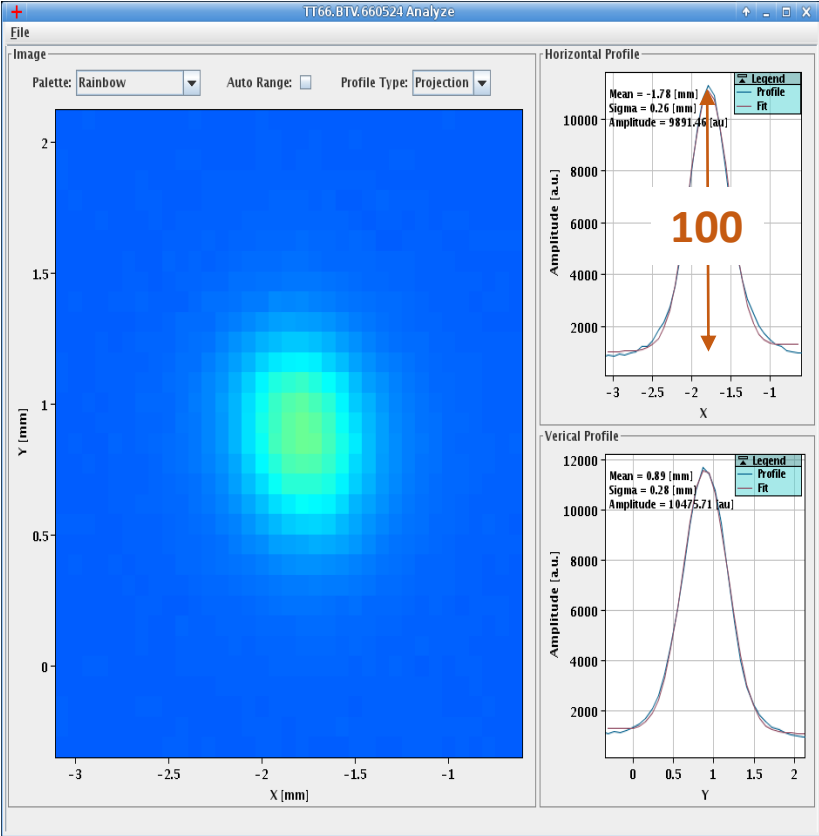 TT66.BTV.660524 Analyze
File
Image
Palette: Rainbow Auto Range: Profile Type: Projection
2
1.5
1
0.5
0
Y [mm]
-3 -2.5 -2 -1.5 -1
X [mm]
Horizontal Profile
Legend
Profile
Fit
Mean = -1.78 [mm]
Sigma = 0.26 [mm]
Amplitude = 9891.46 [au]
10000
8000
6000
4000
2000
Amplitude [a.u.]
100
-3 -2.5 -2 -1.5 -1
X
Verical Profile
Legend
Profile
Fit
Mean = 0.89 [mm]
Sigma = 0.28 [mm]
Amplitude = 10475.71 [au]
12000
10000
8000
6000
4000
2000
Amplitude [a.u.]
0 0.5 1 1.5 2
Y